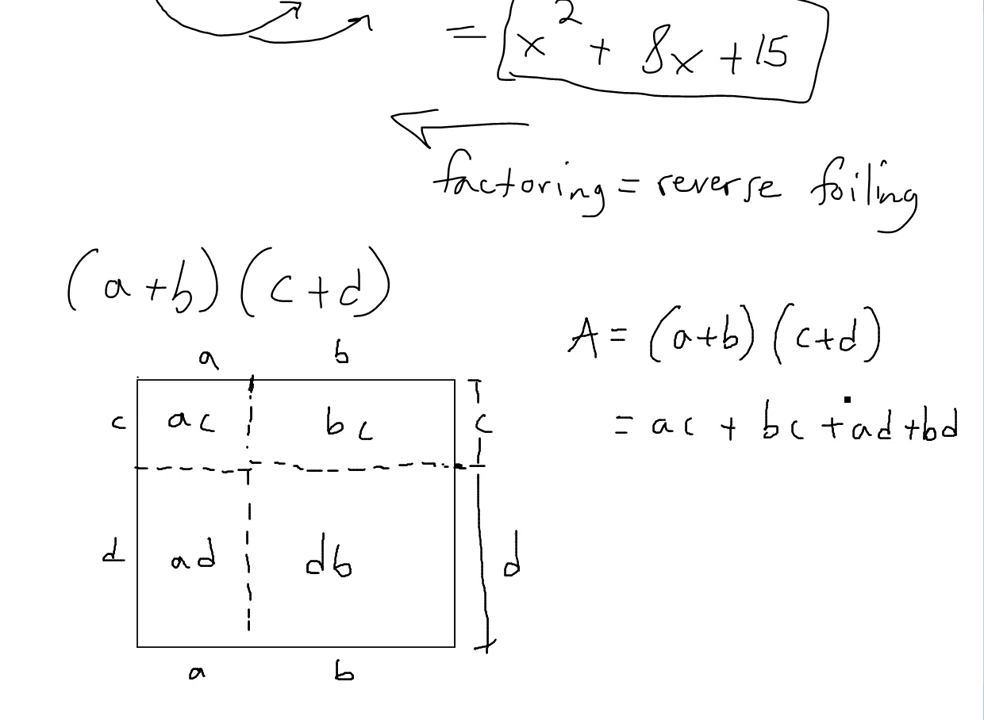 = x² + 8x + 15
factoring = reverse foiling
(a+b)(c+d)
A = (a+b)(c+d)
= ac + bc + ad + bd
a b
c ac bc c
d ad db d
a b